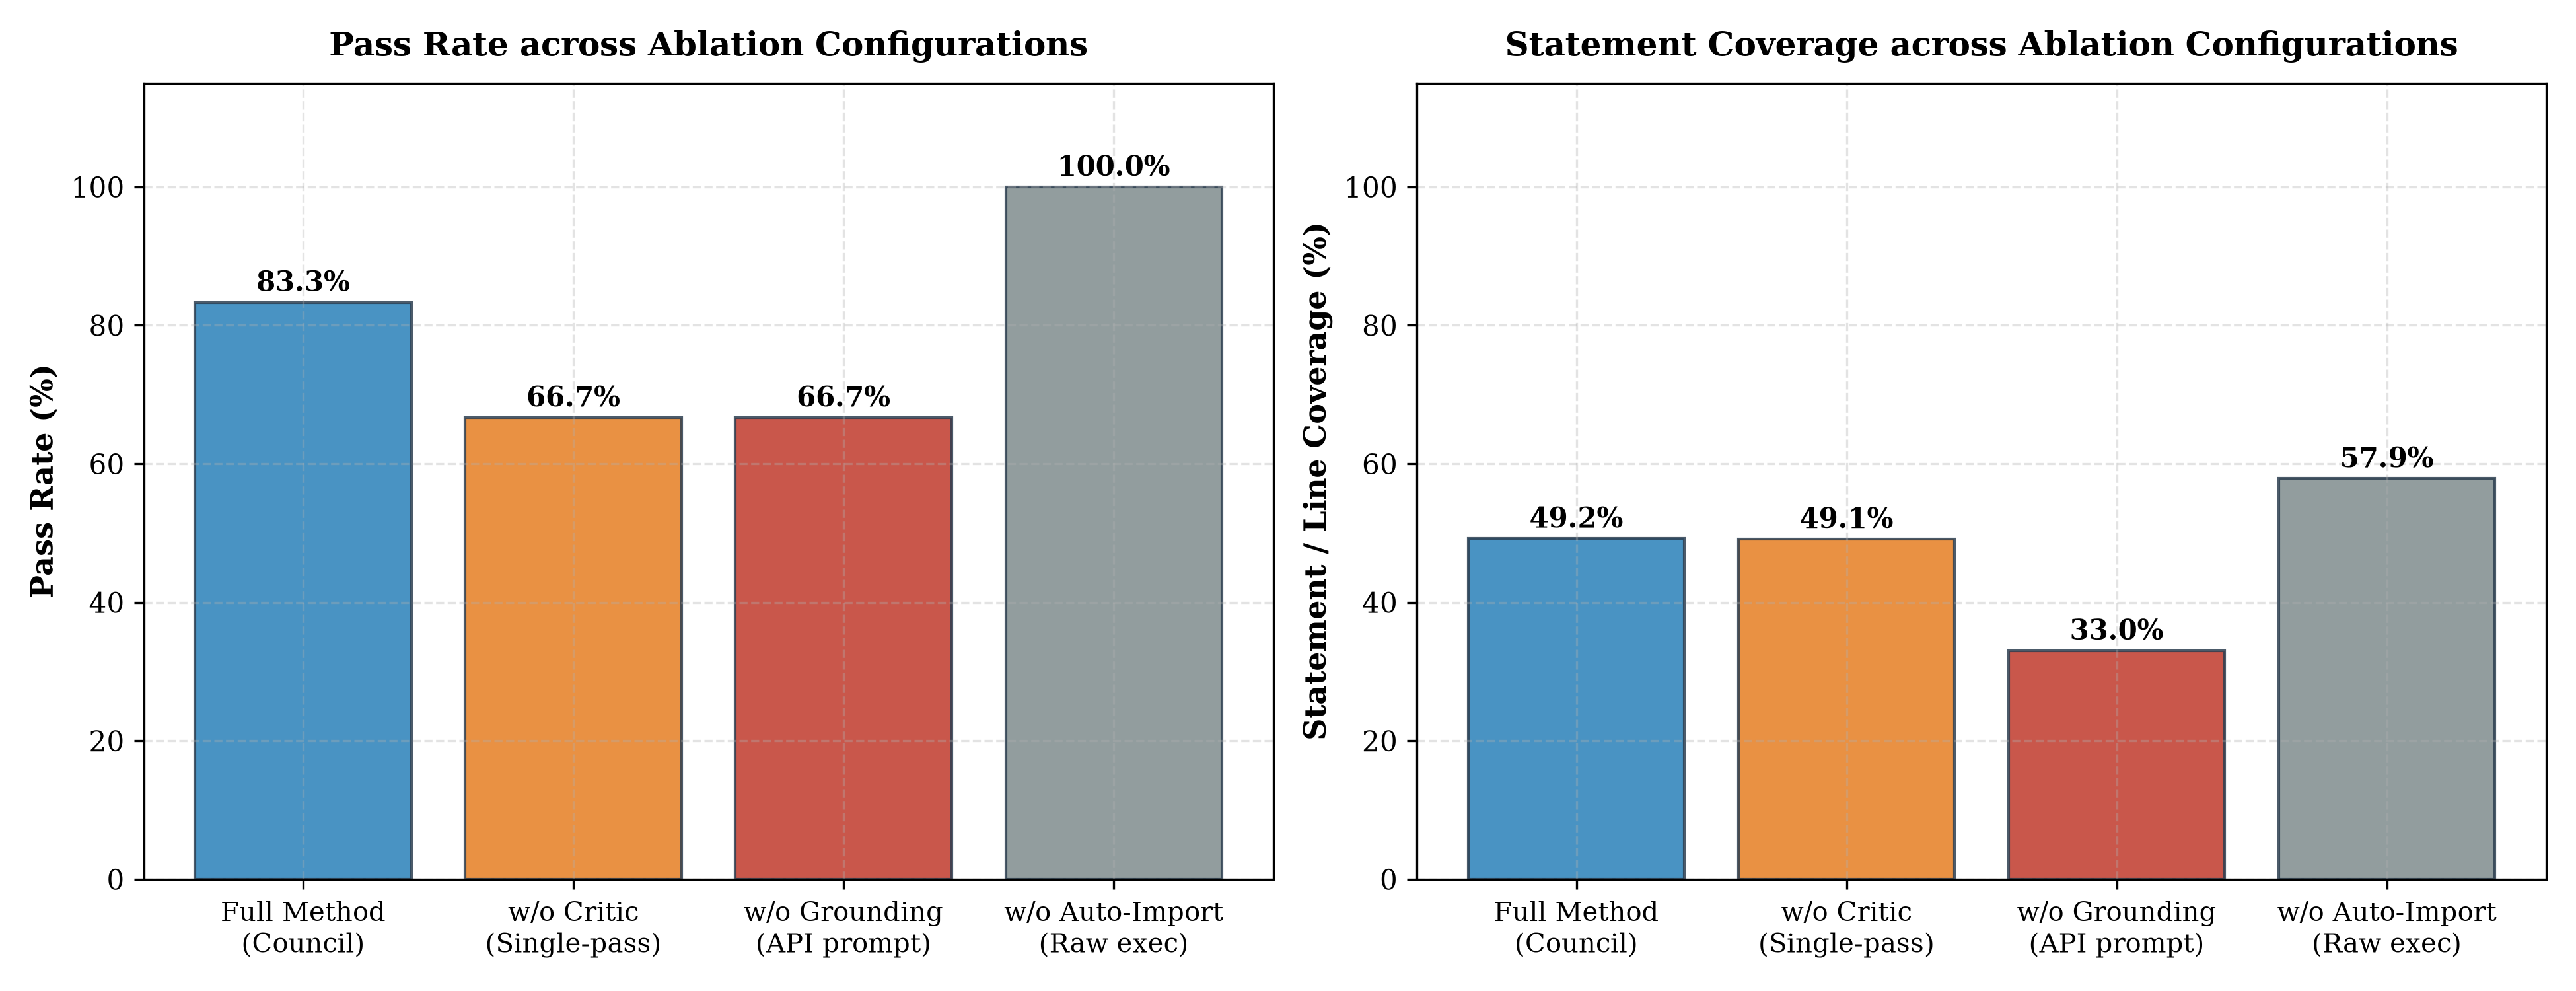 Pass Rate across Ablation Configurations
Pass Rate (%)
100
80
60
40
20
0
83.3%
66.7%
66.7%
100.0%
Full Method
(Council)
w/o Critic
(Single-pass)
w/o Grounding
(API prompt)
w/o Auto-Import
(Raw exec)
Statement Coverage across Ablation Configurations
Statement / Line Coverage (%)
100
80
60
40
20
0
49.2%
49.1%
33.0%
57.9%
Full Method
(Council)
w/o Critic
(Single-pass)
w/o Grounding
(API prompt)
w/o Auto-Import
(Raw exec)